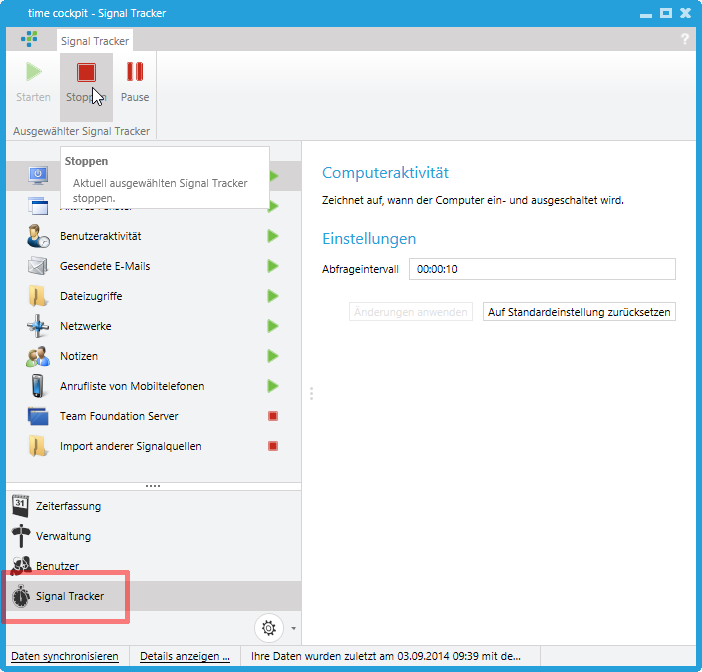 time cockpit - Signal Tracker
Signal Tracker
?
Starten
Stoppen
Pause
Ausgewählter Signal Tracker
Stoppen
Aktuell ausgewählten Signal Tracker
stoppen.
Benutzeraktivität
Gesendete E-Mails
Dateizugriffe
Netzwerke
Notizen
Anrufliste von Mobiltelefonen
Team Foundation Server
Import anderer Signalquellen
31
Zeiterfassung
Verwaltung
Benutzer
Signal Tracker
Computeraktivität
Zeichnet auf, wann der Computer ein- und ausgeschaltet wird.
Einstellungen
Abfrageintervall 00:00:10
Änderungen anwenden Auf Standardeinstellung zurücksetzen
Daten synchronisieren Details anzeigen ... Ihre Daten wurden zuletzt am 03.09.2014 09:39 mit de...